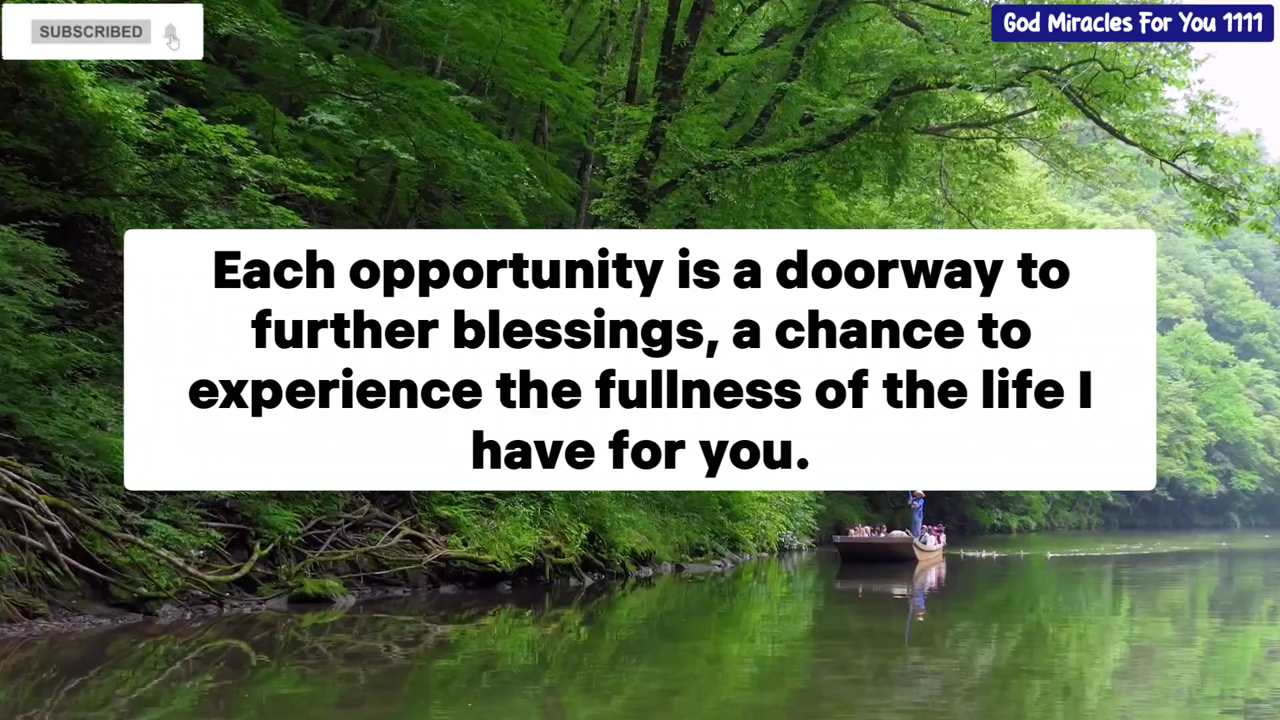 SUBSCRIBED
God Miracles For You 1111
Each opportunity is a doorway to
further blessings, a chance to
experience the fullness of the life I
have for you.